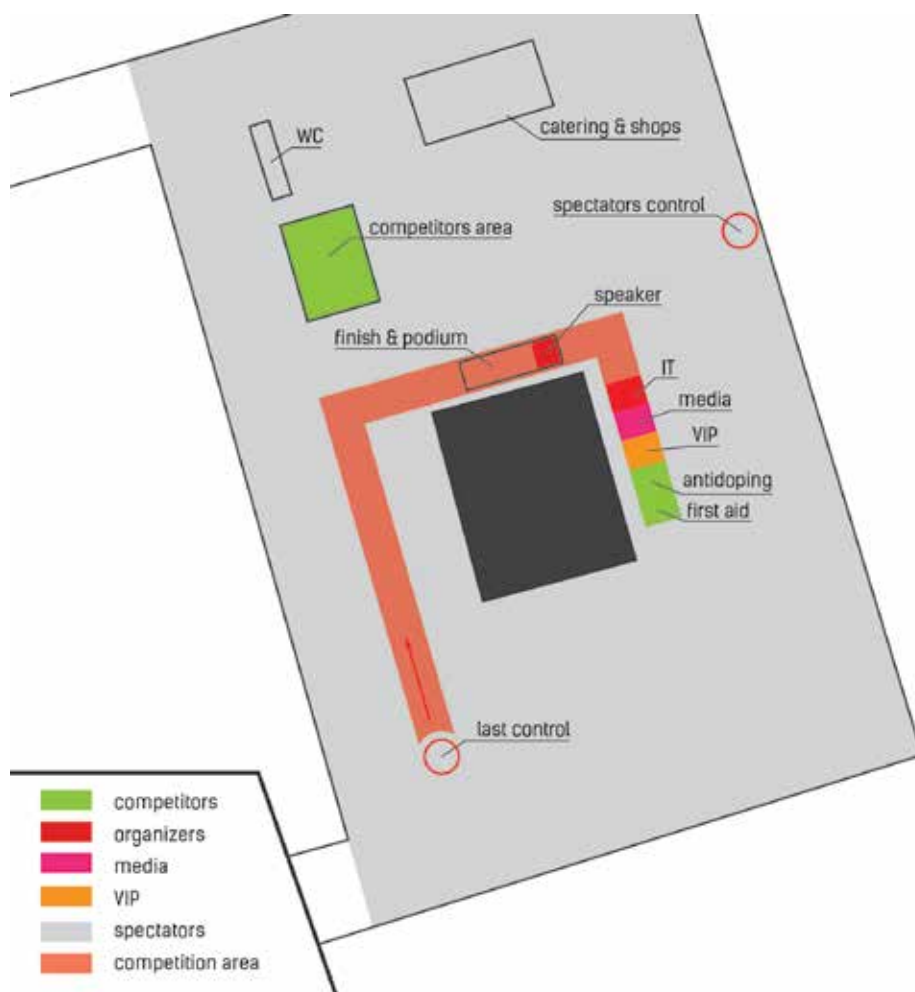 WC
catering & shops
spectators control
competitors area
speaker
finish & podium
IT
media
VIP
antidoping
first aid
last control
competitors
organizers
media
VIP
spectators
competition area